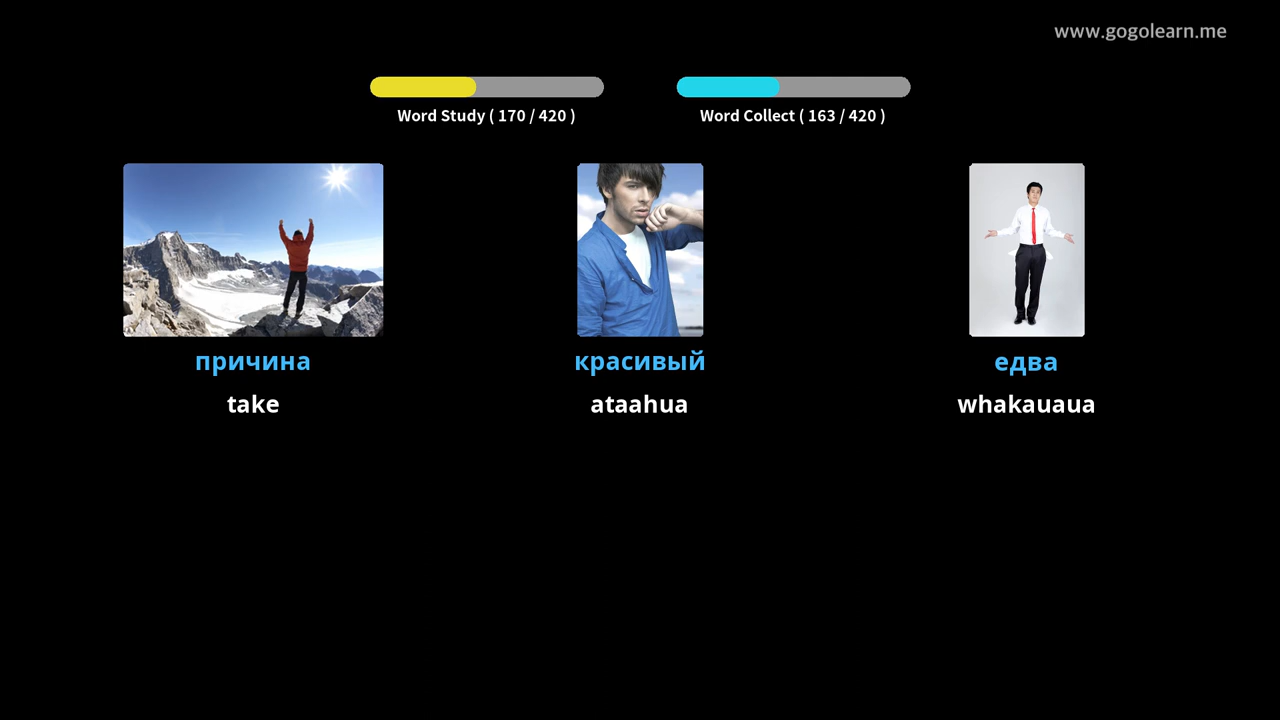 www.gogolearn.me
Word Study ( 170 / 420 )
Word Collect ( 163 / 420 )
причина
красивый
едва
take
ataahua
whakauaua